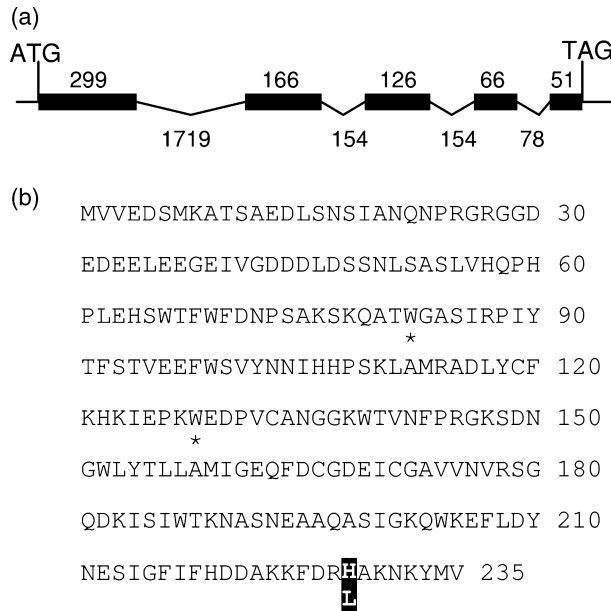 (a)
ATG TAG
299 166 126 66 51
1719 154 154 78
(b)
MVVEDSMKATSAEDLSNSIANQNPRGRGGD 30
EDEELEEGEIVGDDDLDSSNLSASLVHQPH 60
PLEHSWTFWFDNPSAKSKQATWGASIRPIY 90
*
TFSTVEEFWSVYNNIHHPSKLAMRADLYCF 120
KHKIEPKWEDPVCANGGKWTVNFPRGKSDN 150
*
GWLYTLLAMIGEQFDCGDEICGAVVNVRSG 180
QDKISIWTKNASNEAAQASIGKQWKEFLDY 210
NESIGFIFHDDAKKFDRHAKNKYMV 235
L